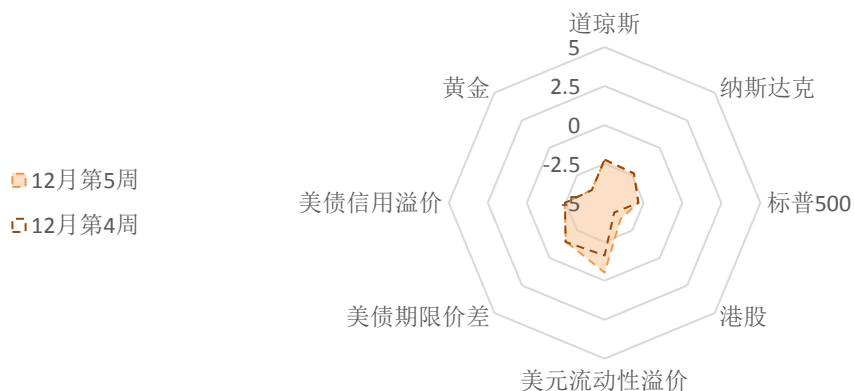 道琼斯
5
黄金
2.5
纳斯达克
0
-2.5
12月第5周
美债信用溢价
-5
标普500
12月第4周
美债期限价差
港股
美元流动性溢价